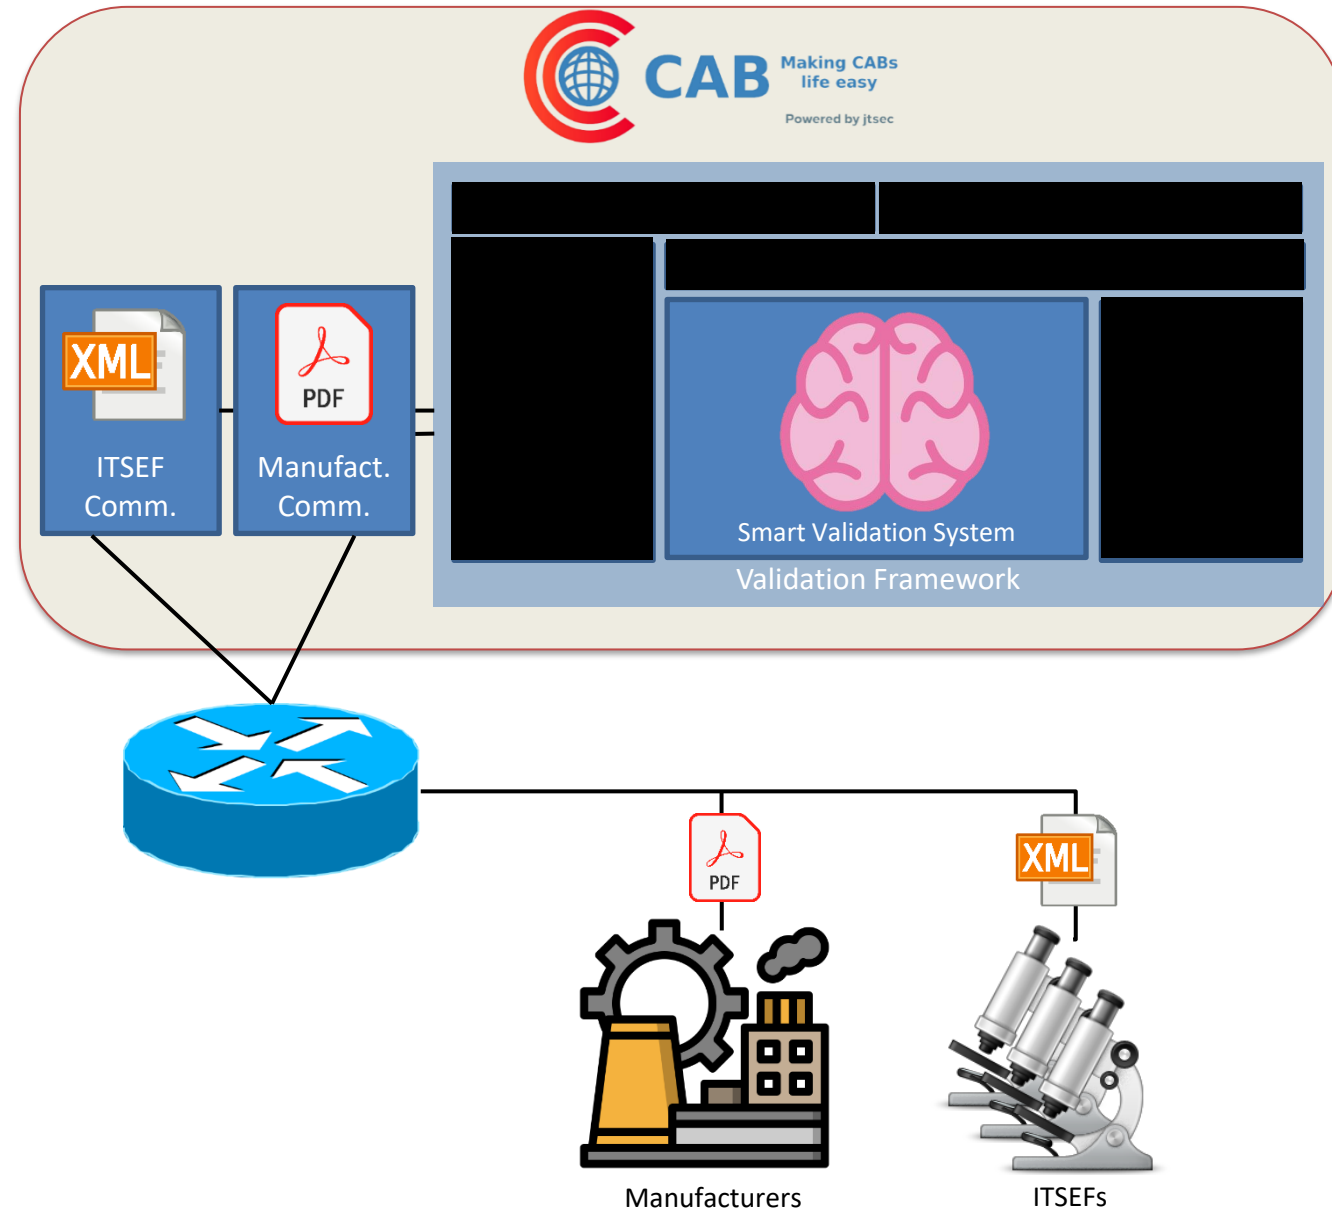 CAB
Making CABs
life easy
Powered by jtsec
XML
PDF
ITSEF
Comm.
Manufact.
Comm.
Smart Validation System
Validation Framework
PDF
XML
Manufacturers
ITSEFs